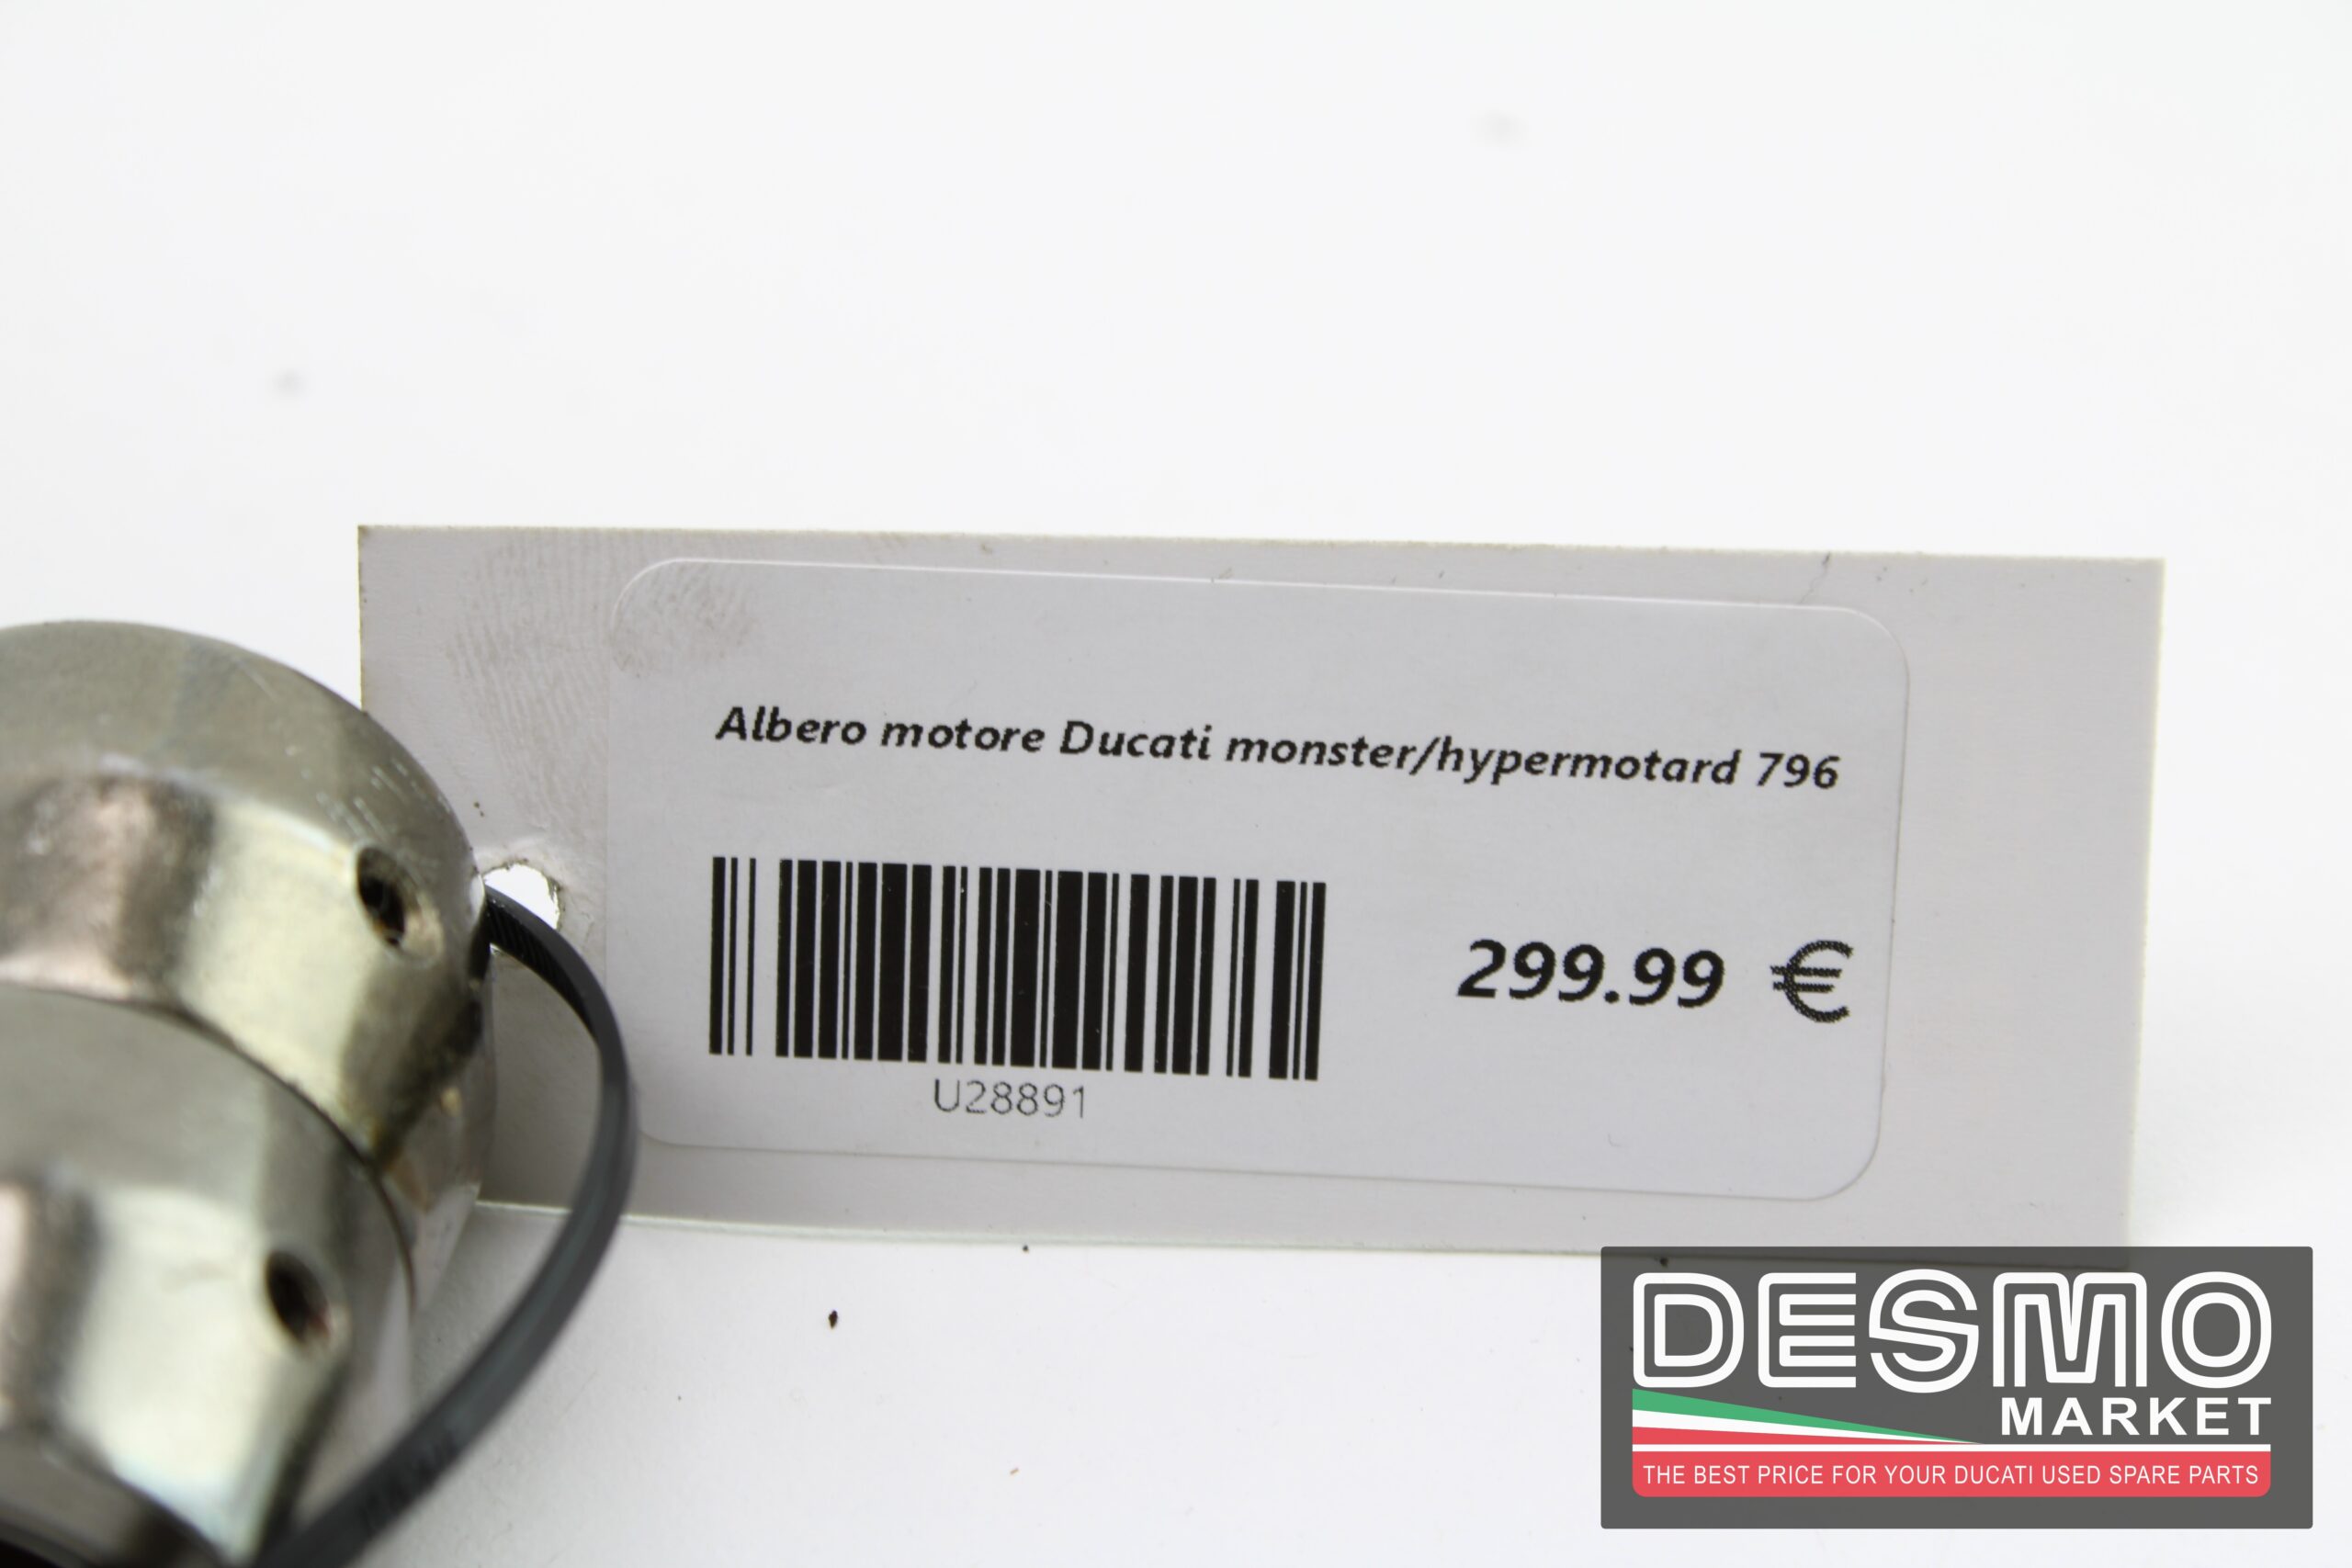 Albero motore Ducati monster/hypermotard 796
299.99 €
U28891
DESMO
MARKET
THE BEST PRICE FOR YOUR DUCATI USED SPARE PARTS